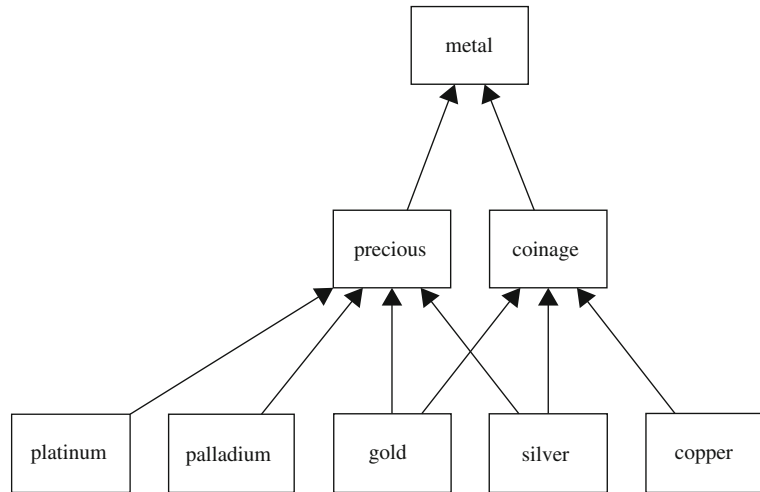 metal
precious
coinage
platinum
palladium
gold
silver
copper